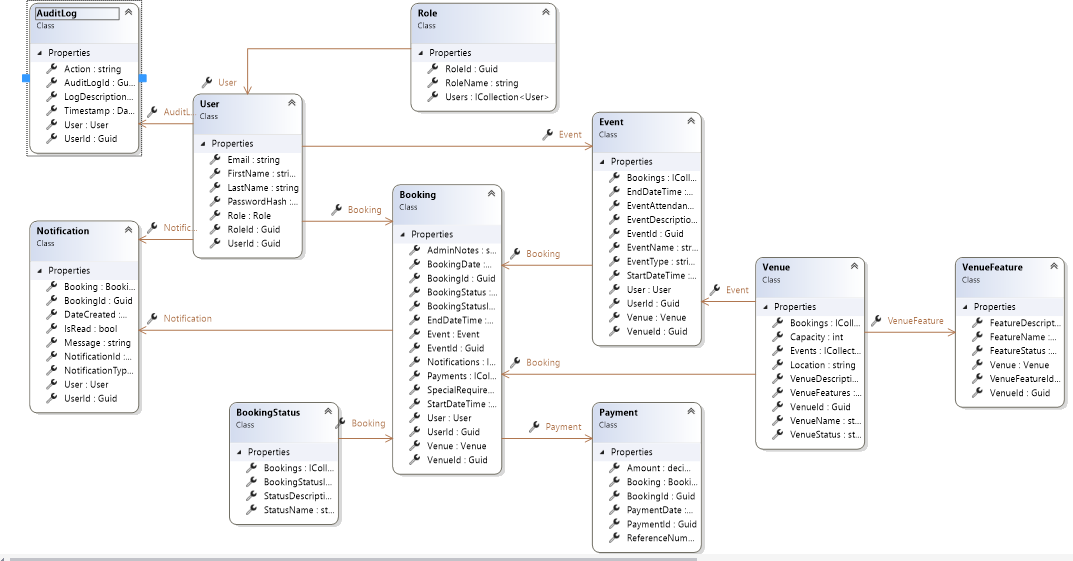 AuditLog
Class
Properties
Action : string
AuditLogId : Gu...
LogDescription...
Timestamp : Da...
User : User
UserId : Guid
Role
Class
Properties
RoleId : Guid
RoleName : string
Users : ICollection<User>
User
AuditL...
User
Class
Properties
Email : string
FirstName : stri...
LastName : string
PasswordHash :...
Role : Role
RoleId : Guid
UserId : Guid
Event
Event
Class
Properties
Bookings : ICol...
EndDateTime :...
EventAttendan...
EventDescriptio...
EventId : Guid
EventName : str...
EventType : strin...
StartDateTime :...
User : User
UserId : Guid
Venue : Venue
VenueId : Guid
Booking
Booking
Class
Properties
AdminNotes : s...
BookingDate :...
BookingId : Guid
BookingStatus :...
BookingStatusI...
EndDateTime :...
Event : Event
EventId : Guid
Notifications : I...
Payments : ICol...
SpecialRequire...
StartDateTime :...
User : User
UserId : Guid
Venue : Venue
VenueId : Guid
Notific...
Notification
Class
Properties
Booking : Booki...
BookingId : Guid
DateCreated :...
IsRead : bool
Message : string
NotificationId :...
NotificationTyp...
User : User
UserId : Guid
Notification
Booking
Event
Venue
Class
Properties
Bookings : ICol...
Capacity : int
Events : ICollect...
Location : string
VenueDescripti...
VenueFeatures :...
VenueId : Guid
VenueName : st...
VenueStatus : st...
VenueFeature
VenueFeature
Class
Properties
FeatureDescript...
FeatureName :...
FeatureStatus :...
Venue : Venue
VenueFeatureId...
VenueId : Guid
Booking
BookingStatus
Class
Properties
Bookings : ICol...
BookingStatusI...
StatusDescripti...
StatusName : st...
Booking
Payment
Payment
Class
Properties
Amount : deci...
Booking : Booki...
BookingId : Guid
PaymentDate :...
PaymentId : Guid
ReferenceNum...